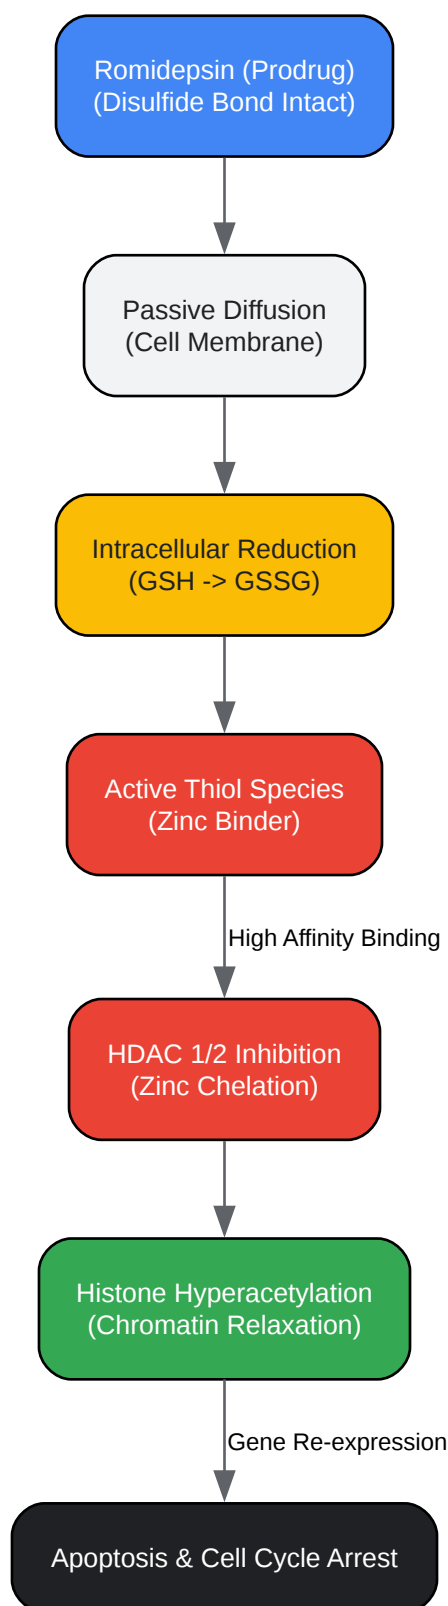 Romidepsin (Prodrug)
(Disulfide Bond Intact)
Passive Diffusion
(Cell Membrane)
Intracellular Reduction
(GSH -> GSSG)
Active Thiol Species
(Zinc Binder)
High Affinity Binding
HDAC 1/2 Inhibition
(Zinc Chelation)
Histone Hyperacetylation
(Chromatin Relaxation)
Gene Re-expression
Apoptosis & Cell Cycle Arrest